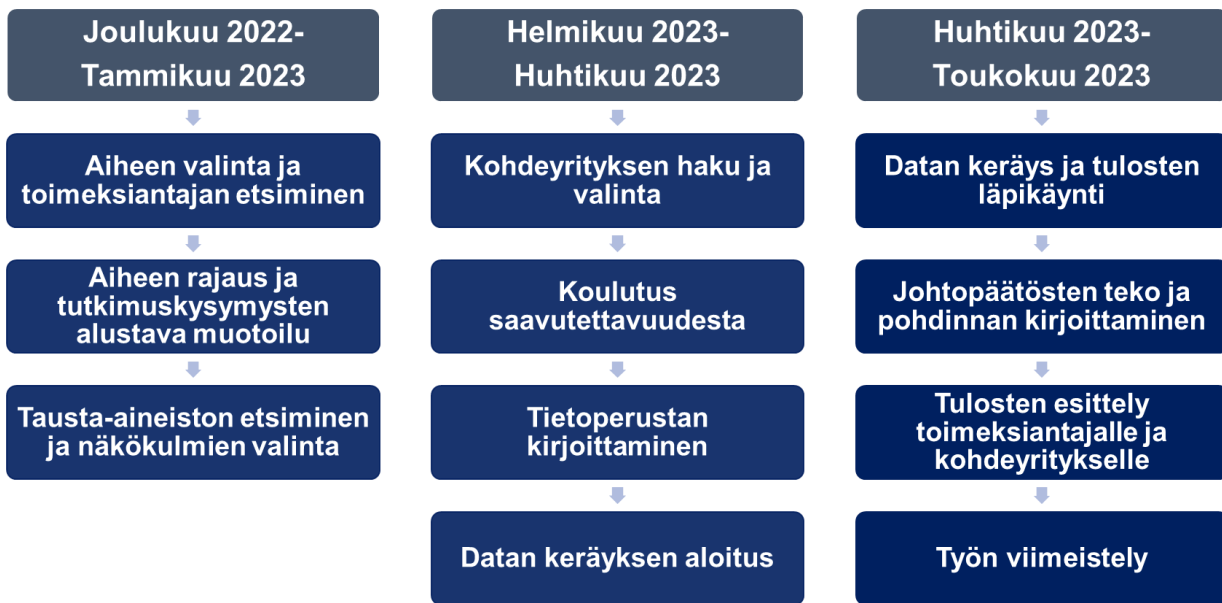 Joulukuu 2022-
Tammikuu 2023
Aiheen valinta ja
toimeksiantajan etsiminen
Aiheen rajaus ja
tutkimuskysymysten
alustava muotoilu
Tausta-aineiston etsiminen
ja näkökulmien valinta
Helmikuu 2023-
Huhtikuu 2023
Kohdeyrityksen haku ja
valinta
Koulutus
saavutettavuudesta
Tietoperustan
kirjoittaminen
Datan keräyksen aloitus
Huhtikuu 2023-
Toukokuu 2023
Datan keräys ja tulosten
läpikäynti
Johtopäätösten teko ja
pohdinnan kirjoittaminen
Tulosten esittely
toimeksiantajalle ja
kohdeyritykselle
Työn viimeistely